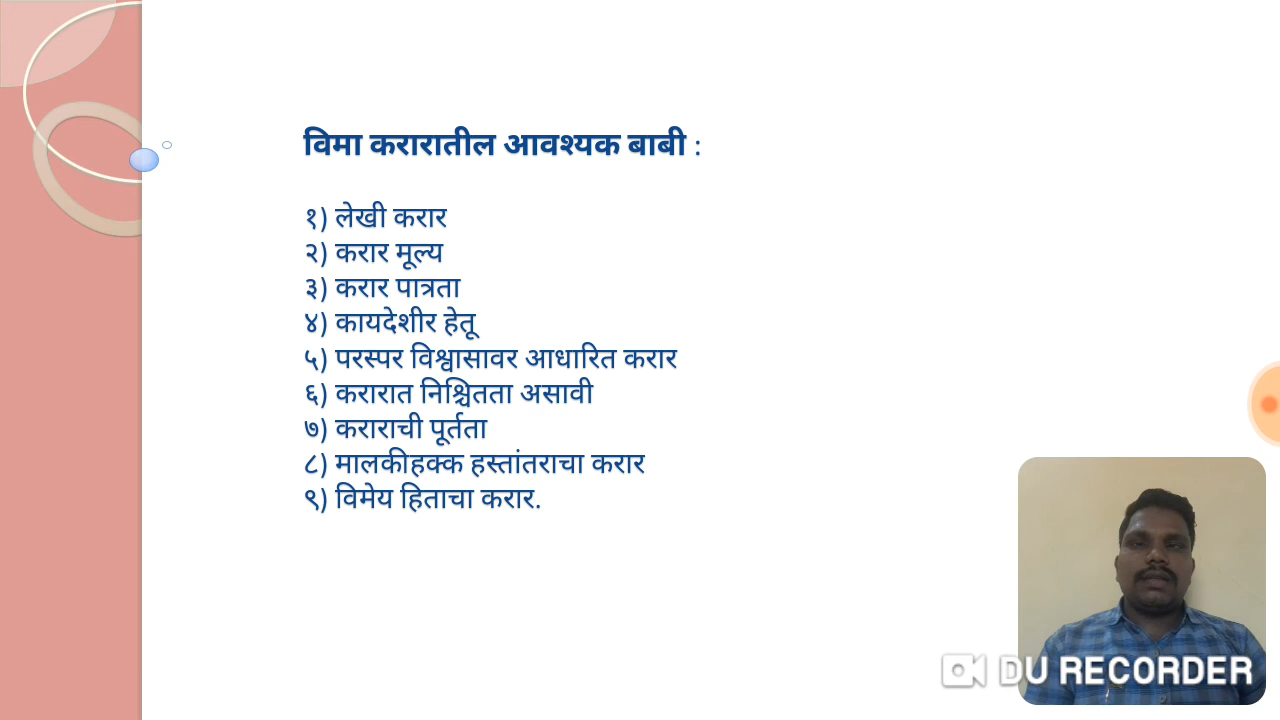 विमा करारातील आवश्यक बाबी :
१) लेखी करार
२) करार मूल्य
३) करार पात्रता
४) कायदेशीर हेतू
५) परस्पर विश्वासावर आधारित करार
६) करारात निश्चितता असावी
७) कराराची पूर्तता
८) मालकीहक्क हस्तांतराचा करार
९) विमेय हिताचा करार.
DU RECORDER